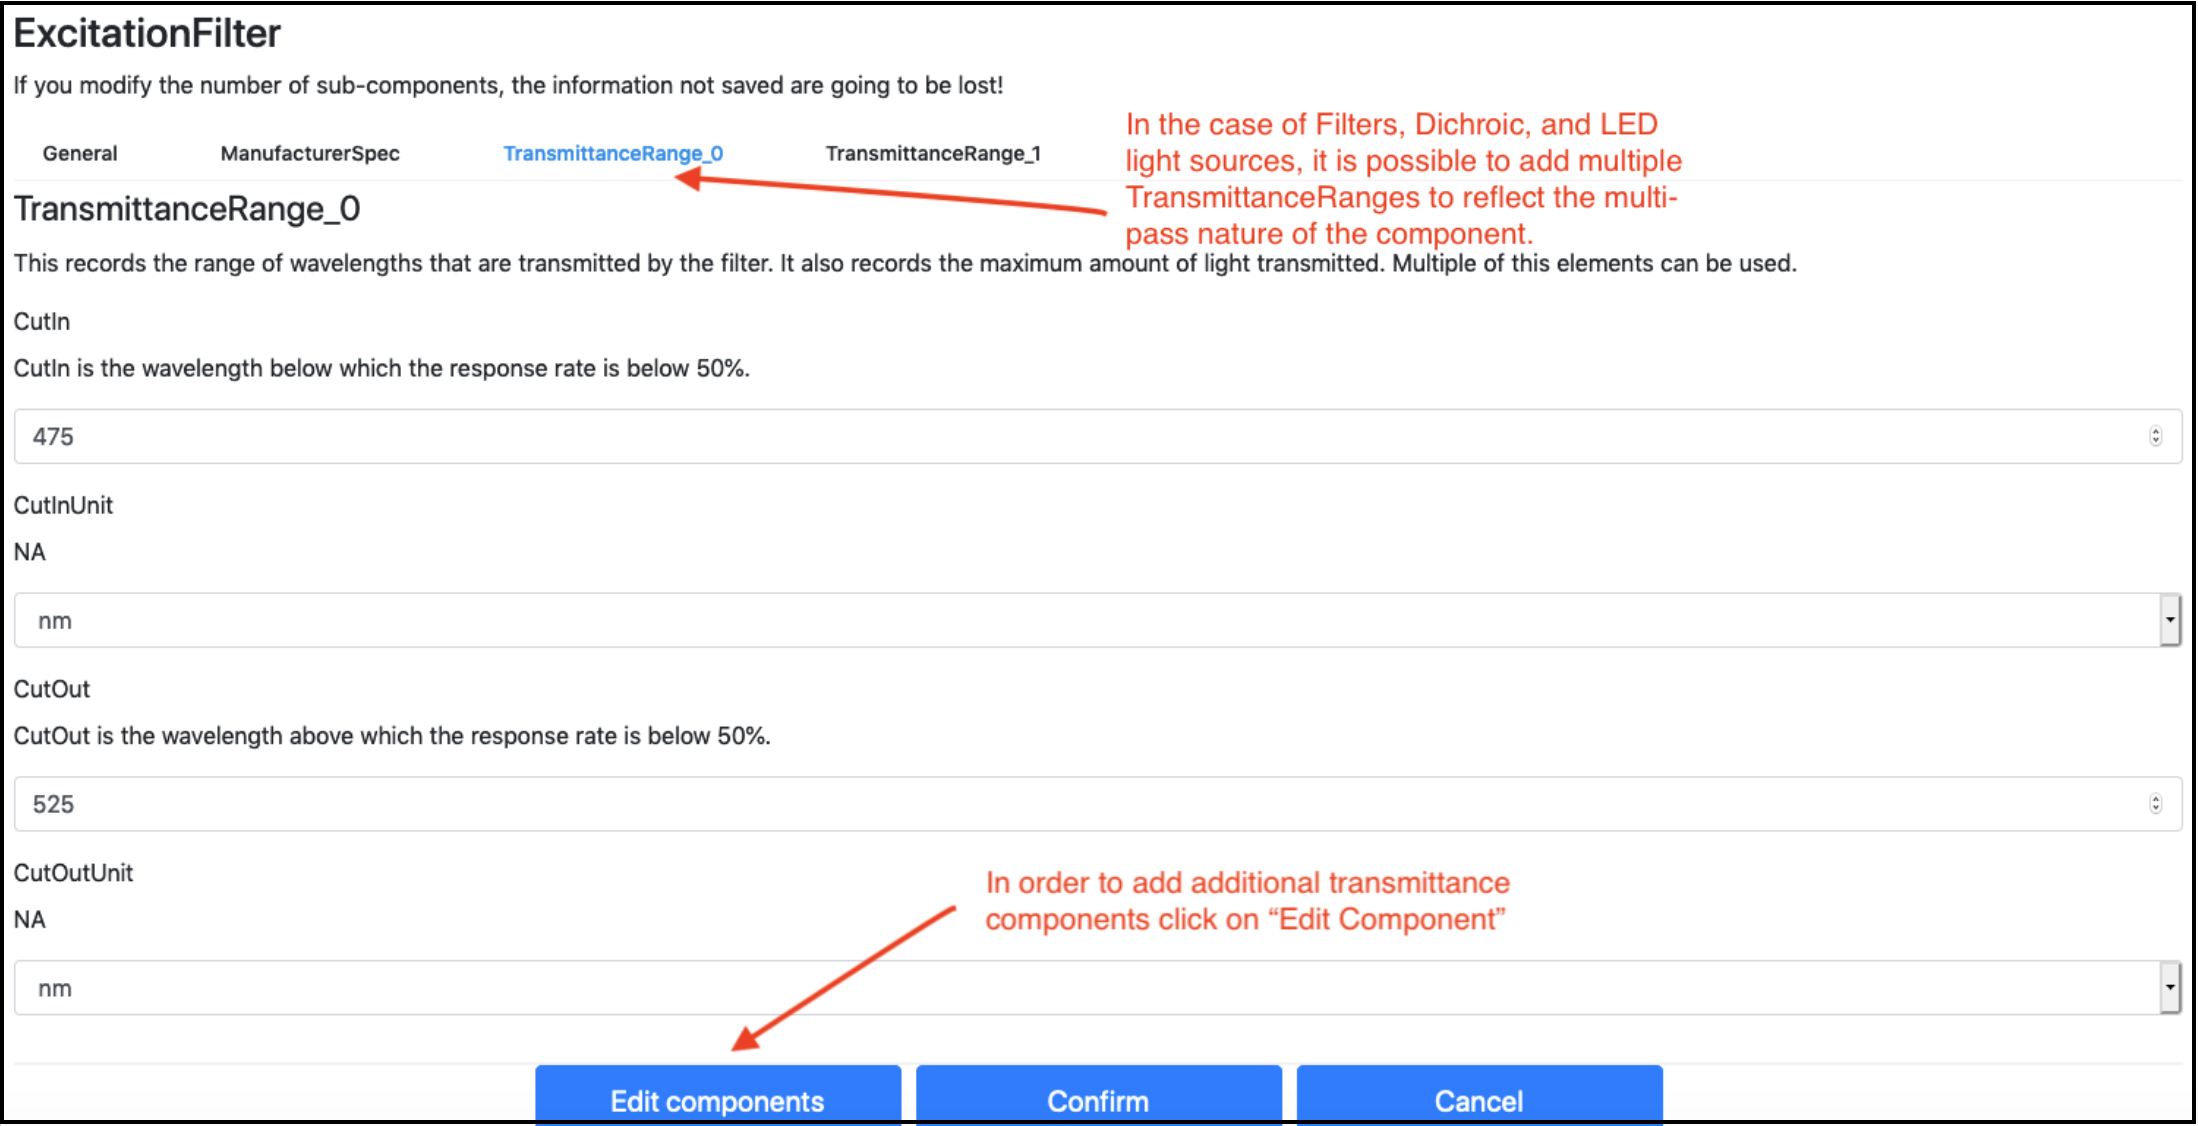 ExcitationFilter
If you modify the number of sub-components, the information not saved are going to be lost!
General
ManufacturerSpec
TransmittanceRange_0
TransmittanceRange_1
In the case of Filters, Dichroic, and LED
light sources, it is possible to add multiple
TransmittanceRanges to reflect the multi-
pass nature of the component.
TransmittanceRange_0
This records the range of wavelengths that are transmitted by the filter. It also records the maximum amount of light transmitted. Multiple of this elements can be used.
CutIn
CutIn is the wavelength below which the response rate is below 50%.
475
CutInUnit
NA
nm
CutOut
CutOut is the wavelength above which the response rate is below 50%.
525
CutOutUnit
NA
In order to add additional transmittance
components click on “Edit Component”
nm
Edit components
Confirm
Cancel